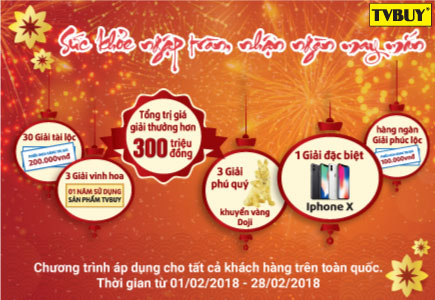 TVBUY
Sức khỏe ngập tràn, nhận ngàn may mắn
Tổng trị giá
giải thưởng hơn
300 triệu
đồng
30 Giải tài lộc
200.000vnđ
3 Giải vinh hoa
01 NĂM SỬ DỤNG
SẢN PHẨM TVBUY
3 Giải
phú quý
khuyển vàng
Doji
1 Giải đặc biệt
Iphone X
hàng ngàn
Giải phúc lộc
100.000vnđ
Chương trình áp dụng cho tất cả khách hàng trên toàn quốc.
Thời gian từ 01/02/2018 - 28/02/2018